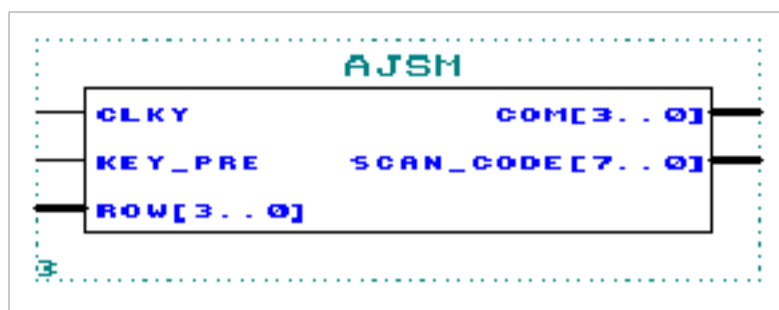 AJSM
CLKY COM[3..0]
KEY_PRE SCAN_CODE[7..0]
ROW[3..0]
3